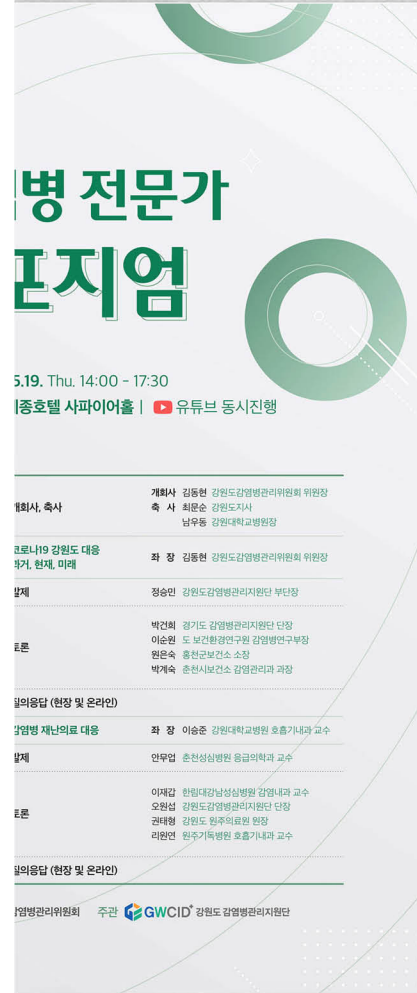 병 전문가
포지엄
5.19. Thu. 14:00 - 17:30
세종호텔 사파이어홀 | 유튜브 동시진행
개회사, 축사
개회사 김동현 강원도감염병관리위원회 위원장
축 사 최문순 강원도지사
남우동 강원대학교병원장
코로나19 강원도 대응
과거, 현재, 미래
좌 장 김동현 강원도감염병관리위원회 위원장
발제
정승민 강원도감염병관리지원단 부단장
토론
박건희 경기도 감염병관리지원단 단장
이순원 도 보건환경연구원 감염병연구부장
원은숙 홍천군보건소 소장
박계숙 춘천시보건소 감염관리과 과장
질의응답 (현장 및 온라인)
감염병 재난의료 대응
좌 장 이승준 강원대학교병원 호흡기내과 교수
발제
안무업 춘천성심병원 응급의학과 교수
토론
이재갑 한림대강남성심병원 감염내과 교수
오원섭 강원도감염병관리지원단 단장
권태형 강원도 원주의료원 원장
리원연 원주기독병원 호흡기내과 교수
질의응답 (현장 및 온라인)
감염병관리위원회 주관 GWCID+ 강원도 감염병관리지원단